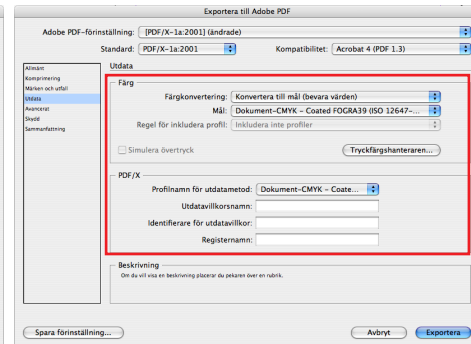 Exportera till Adobe PDF
Adobe PDF-förinställning: [PDF/X-1a:2001] (ändrade)
Standard: PDF/X-1a:2001 Kompatibilitet: Acrobat 4 (PDF 1.3)
Allmänt
Komprimering
Märken och utfall
Utdata
Avancerat
Skydd
Sammanfattning
Utdata
Färg
Färgkonvertering: Konvertera till mål (bevara värden)
Mål: Dokument-CMYK - Coated FOGRA39 (ISO 12647-...
Regel för inkludera profil: Inkludera inte profiler
Simulera övertryck
Tryckfärgshanteraren...
PDF/X
Profilnamn för utdatametod: Dokument-CMYK - Coate...
Utdatavillkorsnamn:
Identifierare för utdatavillkor:
Registernamn:
Beskrivning
Om du vill visa en beskrivning placerar du pekaren över en rubrik.
Spara förinställning... Avbryt Exportera